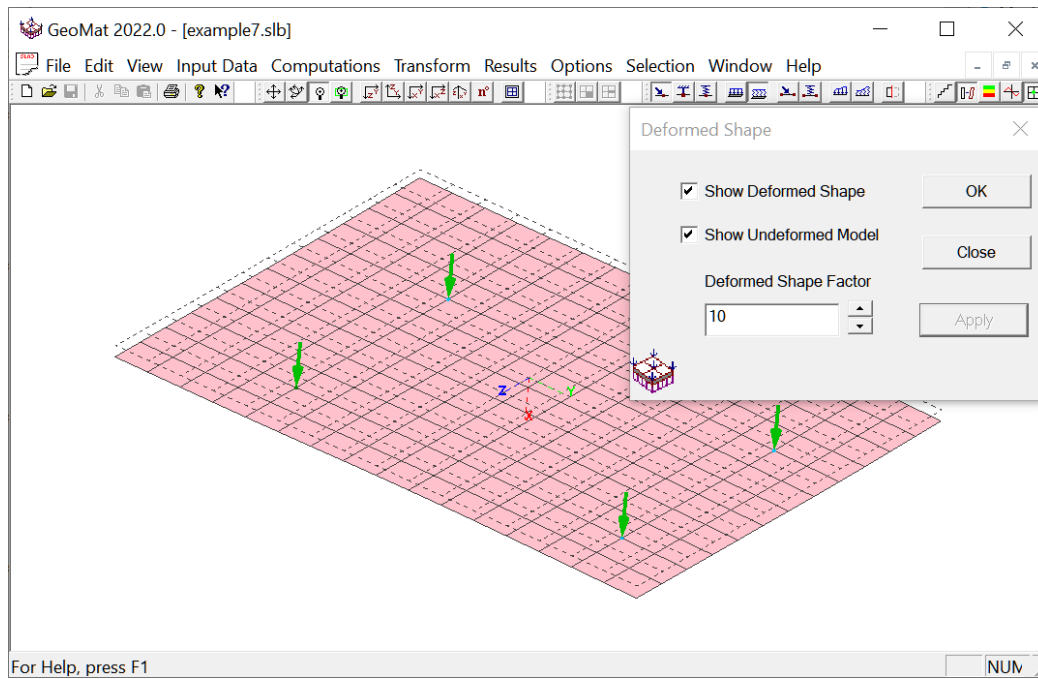 GeoMat 2022.0 - [example7.slb]
File Edit View Input Data Computations Transform Results Options Selection Window Help
Deformed Shape
Show Deformed Shape
OK
Show Undeformed Model
Close
Deformed Shape Factor
10
Apply
Z
Y
X
For Help, press F1
NUM